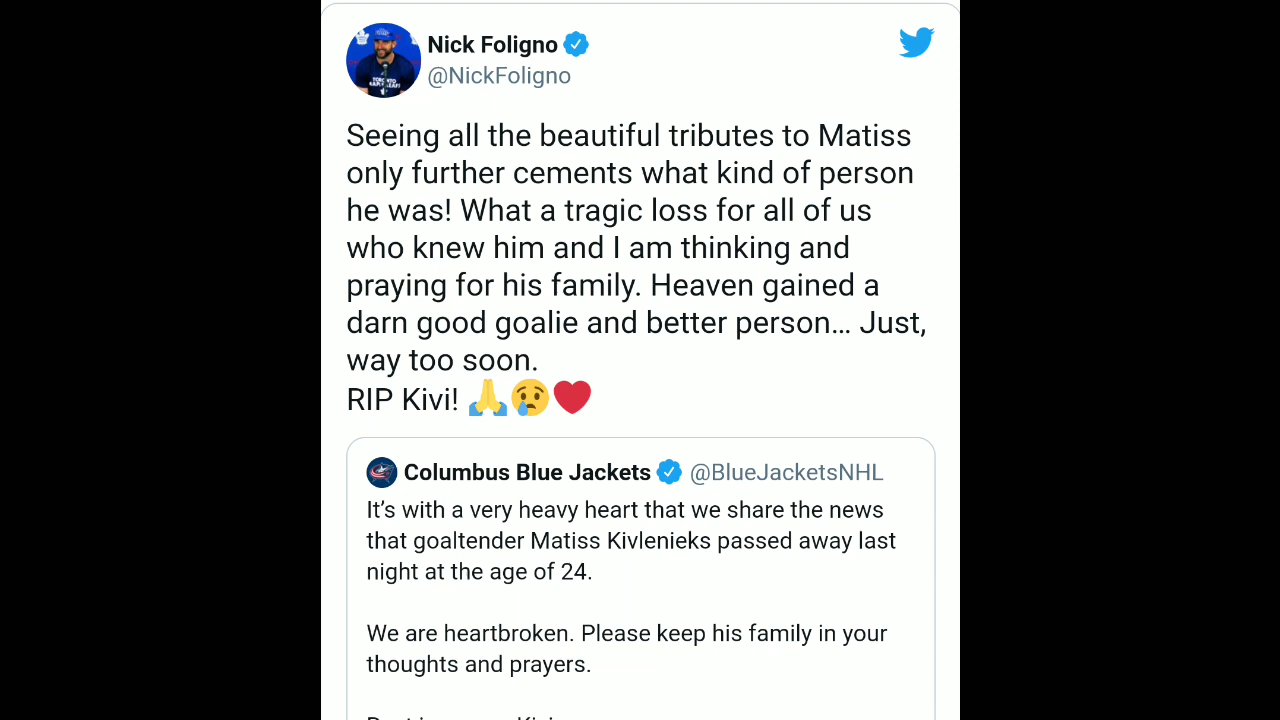 Nick Foligno
@NickFoligno
Seeing all the beautiful tributes to Matiss
only further cements what kind of person
he was! What a tragic loss for all of us
who knew him and I am thinking and
praying for his family. Heaven gained a
darn good goalie and better person... Just,
way too soon.
RIP Kivi! 🙏😢❤️
Columbus Blue Jackets @BlueJacketsNHL
It’s with a very heavy heart that we share the news
that goaltender Matiss Kivlenieks passed away last
night at the age of 24.
We are heartbroken. Please keep his family in your
thoughts and prayers.